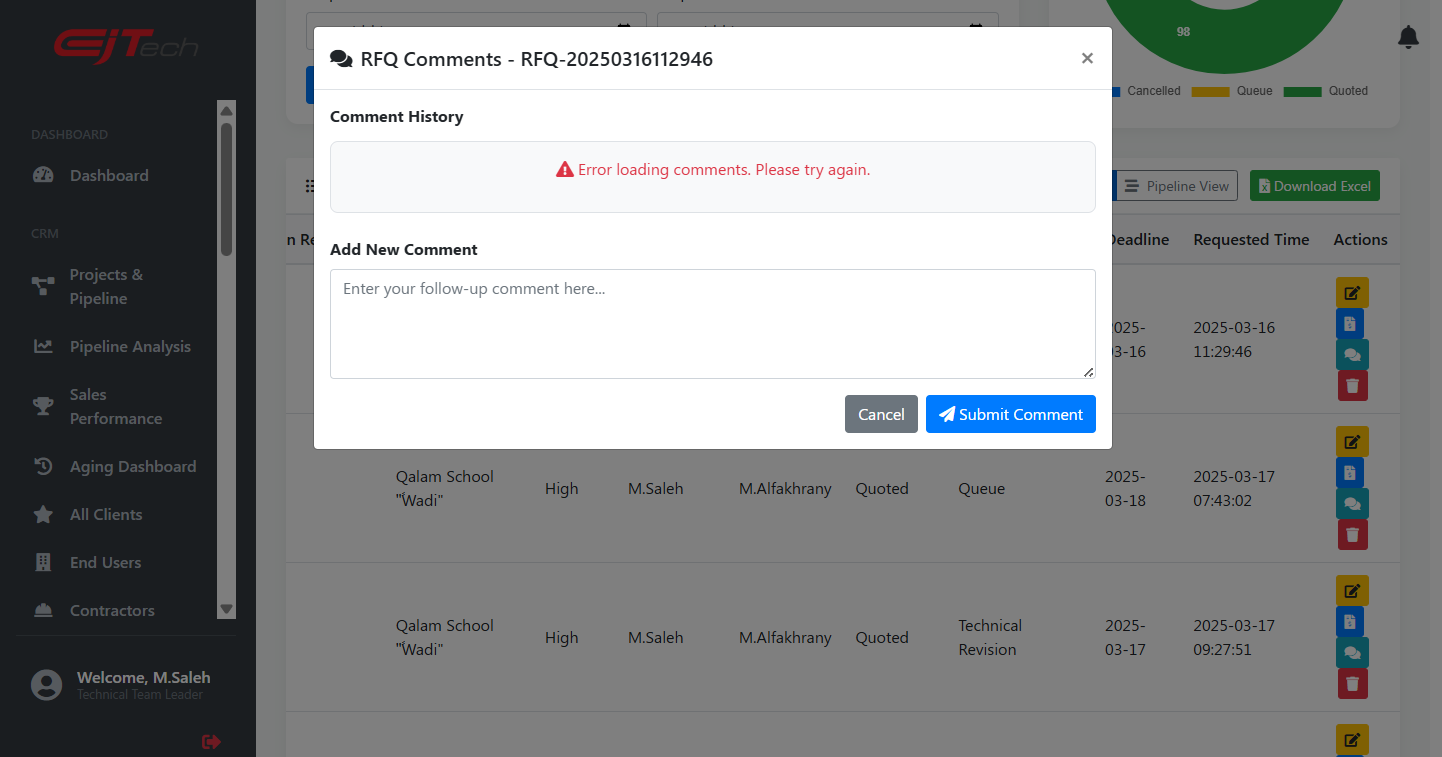 EJTech
DASHBOARD
Dashboard
CRM
Projects &
Pipeline
Pipeline Analysis
Sales
Performance
Aging Dashboard
All Clients
End Users
Contractors
Welcome, M.Saleh
Technical Team Leader
98
Cancelled
Queue
Quoted
RFQ Comments - RFQ-20250316112946
×
Comment History
Error loading comments. Please try again.
Add New Comment
Enter your follow-up comment here...
Cancel
Submit Comment
Pipeline View
Download Excel
n Re
Deadline
Requested Time
Actions
2025-
03-16
2025-03-16
11:29:46
Qalam School
"Wadi"
High
M.Saleh
M.Alfakhrany
Quoted
Queue
2025-
03-18
2025-03-17
07:43:02
Qalam School
"Wadi"
High
M.Saleh
M.Alfakhrany
Quoted
Technical
Revision
2025-
03-17
2025-03-17
09:27:51